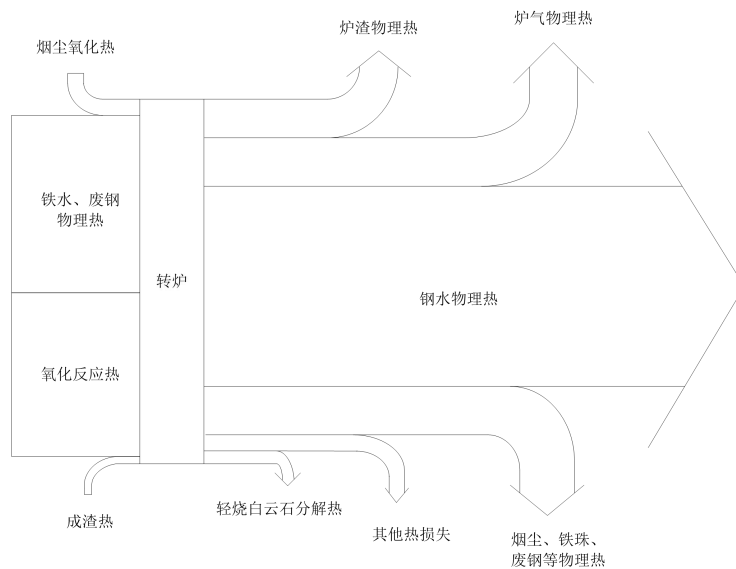 炉渣物理热
炉气物理热
烟尘氧化热
铁水、废钢
物理热
转炉
钢水物理热
氧化反应热
成渣热
轻烧白云石分解热
其他热损失
烟尘、铁珠、
废钢等物理热